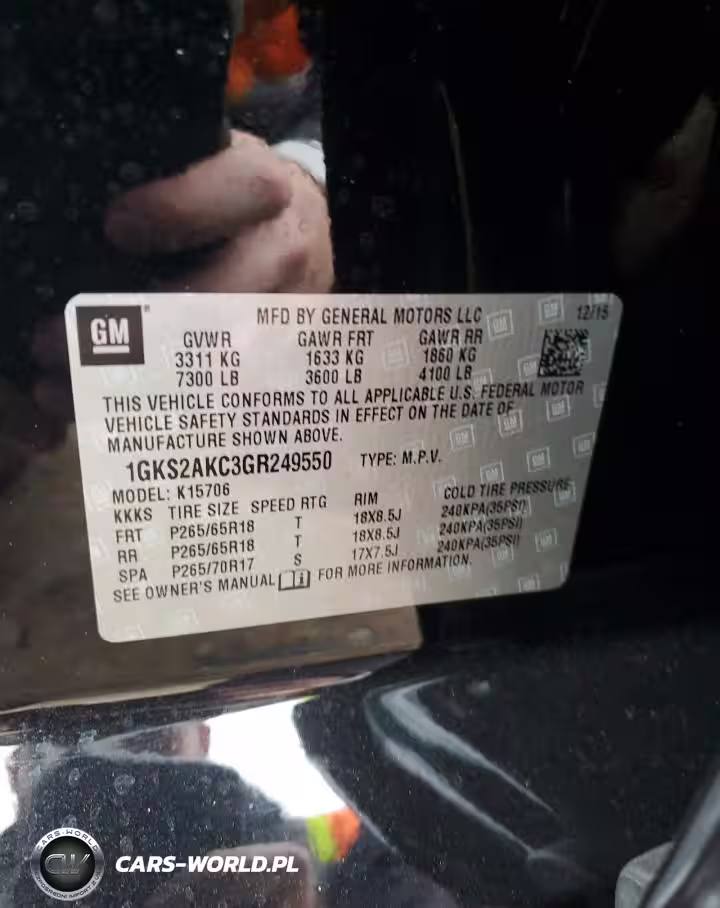 GM
MFD BY GENERAL MOTORS LLC 12/15
GVWR GAWR FRT GAWR RR
3311 KG 1633 KG 1860 KG
7300 LB 3600 LB 4100 LB
THIS VEHICLE CONFORMS TO ALL APPLICABLE U.S. FEDERAL MOTOR
VEHICLE SAFETY STANDARDS IN EFFECT ON THE DATE OF
MANUFACTURE SHOWN ABOVE.
1GKS2AKC3GR249550 TYPE: M.P.V.
MODEL: K15706
KKKS TIRE SIZE SPEED RTG RIM COLD TIRE PRESSURE
FRT P265/65R18 T 18X8.5J 240KPA(35PSI)
RR P265/65R18 T 18X8.5J 240KPA(35PSI)
SPA P265/70R17 S 17X7.5J 240KPA(35PSI)
SEE OWNER'S MANUAL FOR MORE INFORMATION.
CARS-WORLD
CW
CARS-WORLD.PL